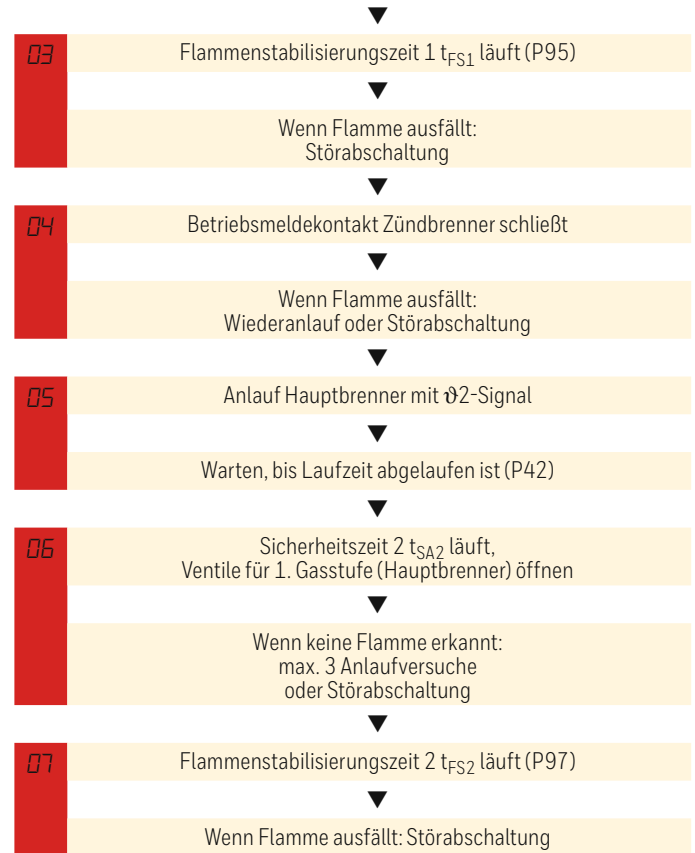 03
Flammenstabilisierungszeit 1 tFS1 läuft (P95)
Wenn Flamme ausfällt:
Störabschaltung
04
Betriebsmeldekontakt Zündbrenner schließt
Wenn Flamme ausfällt:
Wiederanlauf oder Störabschaltung
05
Anlauf Hauptbrenner mit ϑ2-Signal
Warten, bis Laufzeit abgelaufen ist (P42)
06
Sicherheitszeit 2 tSA2 läuft,
Ventile für 1. Gasstufe (Hauptbrenner) öffnen
Wenn keine Flamme erkannt:
max. 3 Anlaufversuche
oder Störabschaltung
07
Flammenstabilisierungszeit 2 tFS2 läuft (P97)
Wenn Flamme ausfällt: Störabschaltung